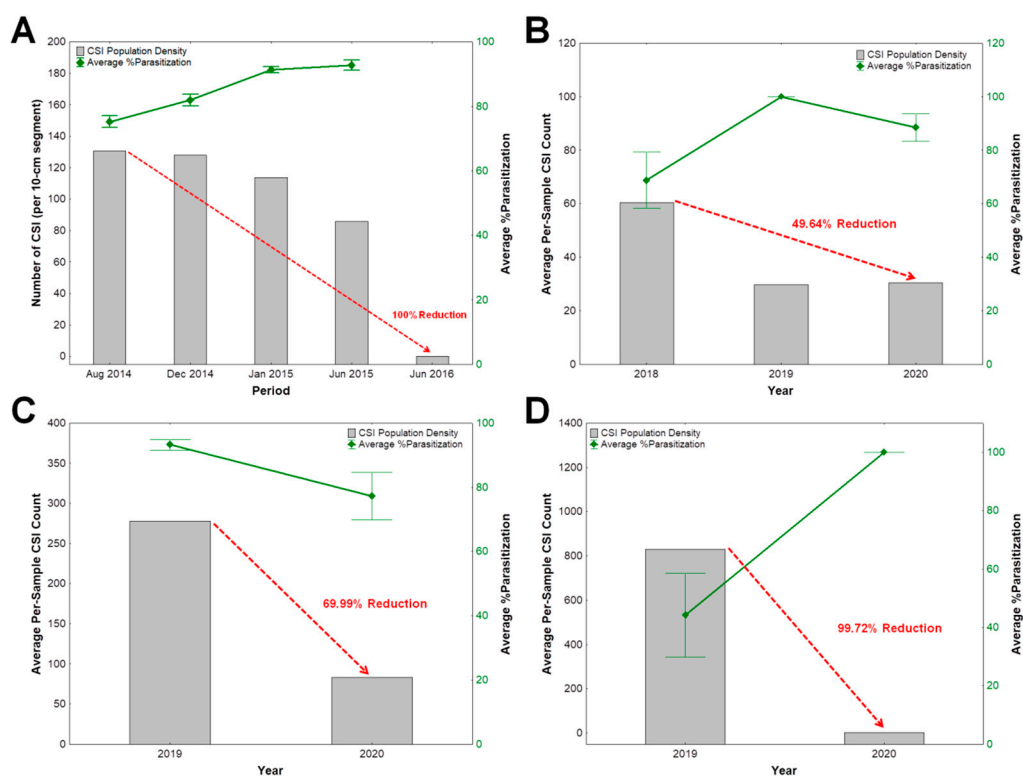 A
CSI Population Density
Average %Parasitization
Number of CSI (per 10-cm segment)
200
180
160
140
120
100
80
60
40
20
0
100
80
60
40
20
0
Average %Parasitization
100% Reduction
Aug 2014 Dec 2014 Jan 2015 Jun 2015 Jun 2016
Period
B
CSI Population Density
Average %Parasitization
Average Per-Sample CSI Count
120
100
80
60
40
20
0
120
100
80
60
40
20
0
Average %Parasitization
49.64% Reduction
2018 2019 2020
Year
C
CSI Population Density
Average %Parasitization
Average Per-Sample CSI Count
400
350
300
250
200
150
100
50
0
100
80
60
40
20
0
Average %Parasitization
69.99% Reduction
2019 2020
Year
D
CSI Population Density
Average %Parasitization
Average Per-Sample CSI Count
1400
1200
1000
800
600
400
200
0
100
80
60
40
20
0
Average %Parasitization
99.72% Reduction
2019 2020
Year